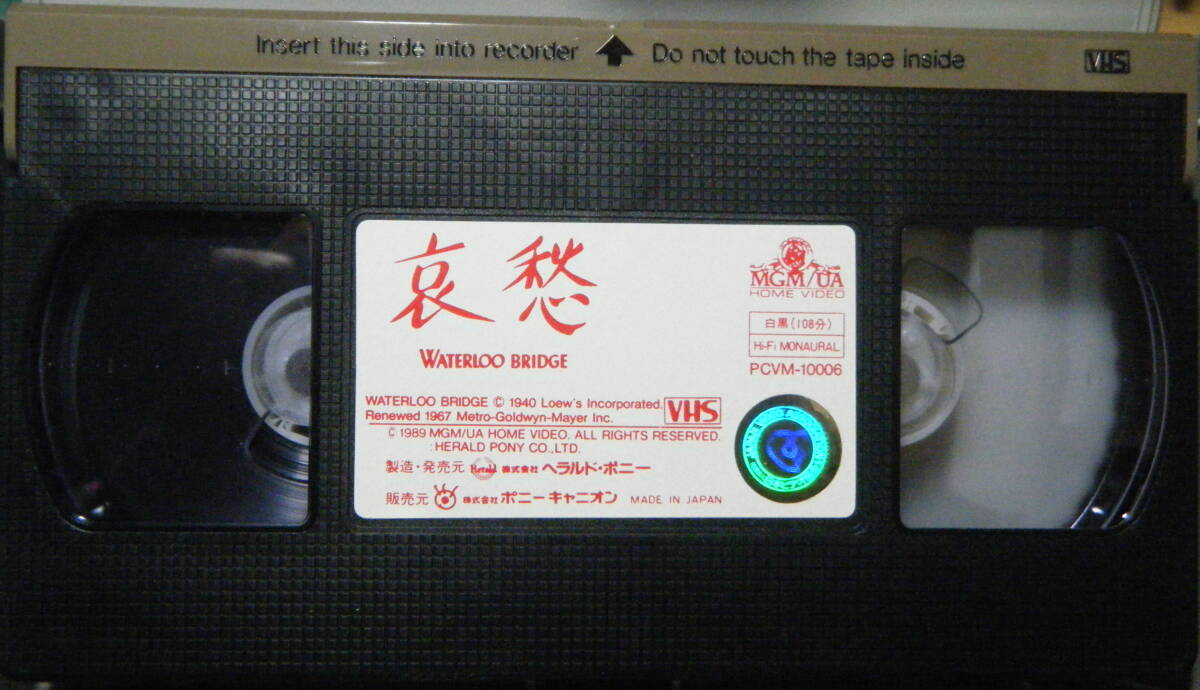 Insert this side into recorder Do not touch the tape inside VHS
哀愁
WATERLOO BRIDGE
MGM/UA
HOME VIDEO
白黒(108分)
Hi-Fi MONAURAL
PCVM-10006
WATERLOO BRIDGE © 1940 Loew's Incorporated.
Renewed 1967 Metro-Goldwyn-Mayer Inc.
VHS
© 1989 MGM/UA HOME VIDEO. ALL RIGHTS RESERVED.
:HERALD PONY CO.,LTD.
製造・発売元 Herald 株式会社 ヘラルド・ポニー
販売元 株式会社 ポニーキャニオン MADE IN JAPAN